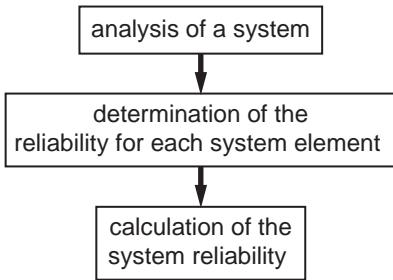 analysis of a system
determination of the
reliability for each system element
calculation of the
system reliability